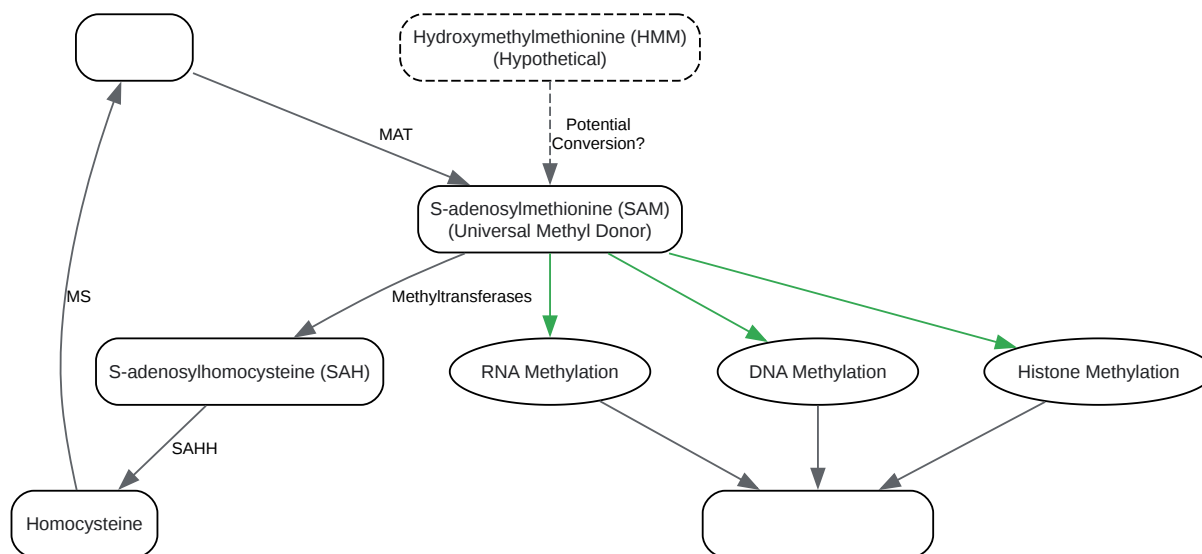 Hydroxymethylmethionine (HMM)
(Hypothetical)
MAT
Potential
Conversion?
S-adenosylmethionine (SAM)
(Universal Methyl Donor)
MS
Methyltransferases
S-adenosylhomocysteine (SAH)
RNA Methylation
DNA Methylation
Histone Methylation
SAHH
Homocysteine